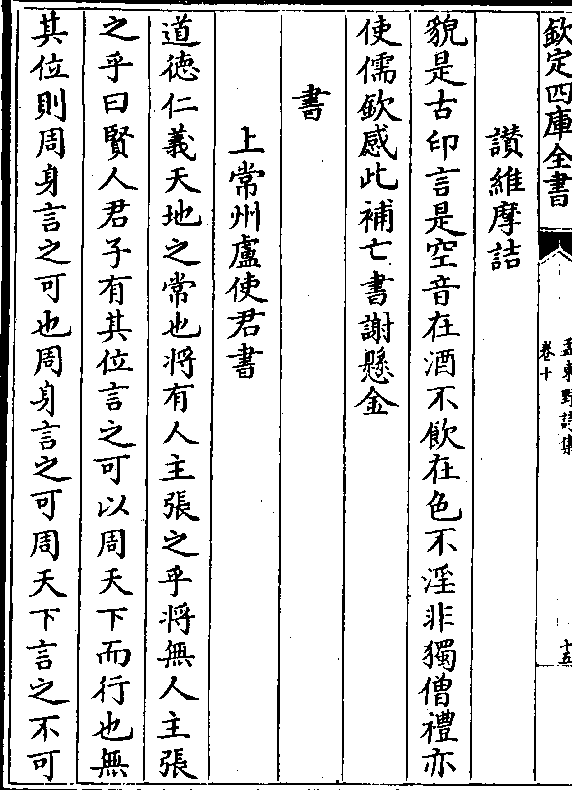 欽定四庫全書
孟東野詩集
卷十
十五
讃維摩詰
貌是古印言是空音在酒不飲在色不淫非獨僧禮亦
使儒欽感此補亡書謝懸金
書
上常州盧使君書
道德仁義天地之常也將有人主張之乎將無人主張
之乎曰賢人君子有其位言之可以周天下而行也無
其位則周身言之可也周身言之可周天下言之不可